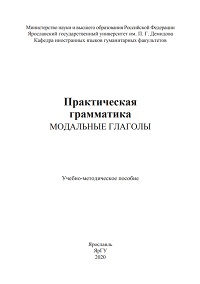 Министерство науки и высшего образования Российской Федерации
Ярославский государственный университет им. П. Г. Демидова
Кафедра иностранных языков гуманитарных факультетов
Практическая
грамматика
МОДАЛЬНЫЕ ГЛАГОЛЫ
Учебно-методическое пособие
Ярославль
ЯрГУ
2020